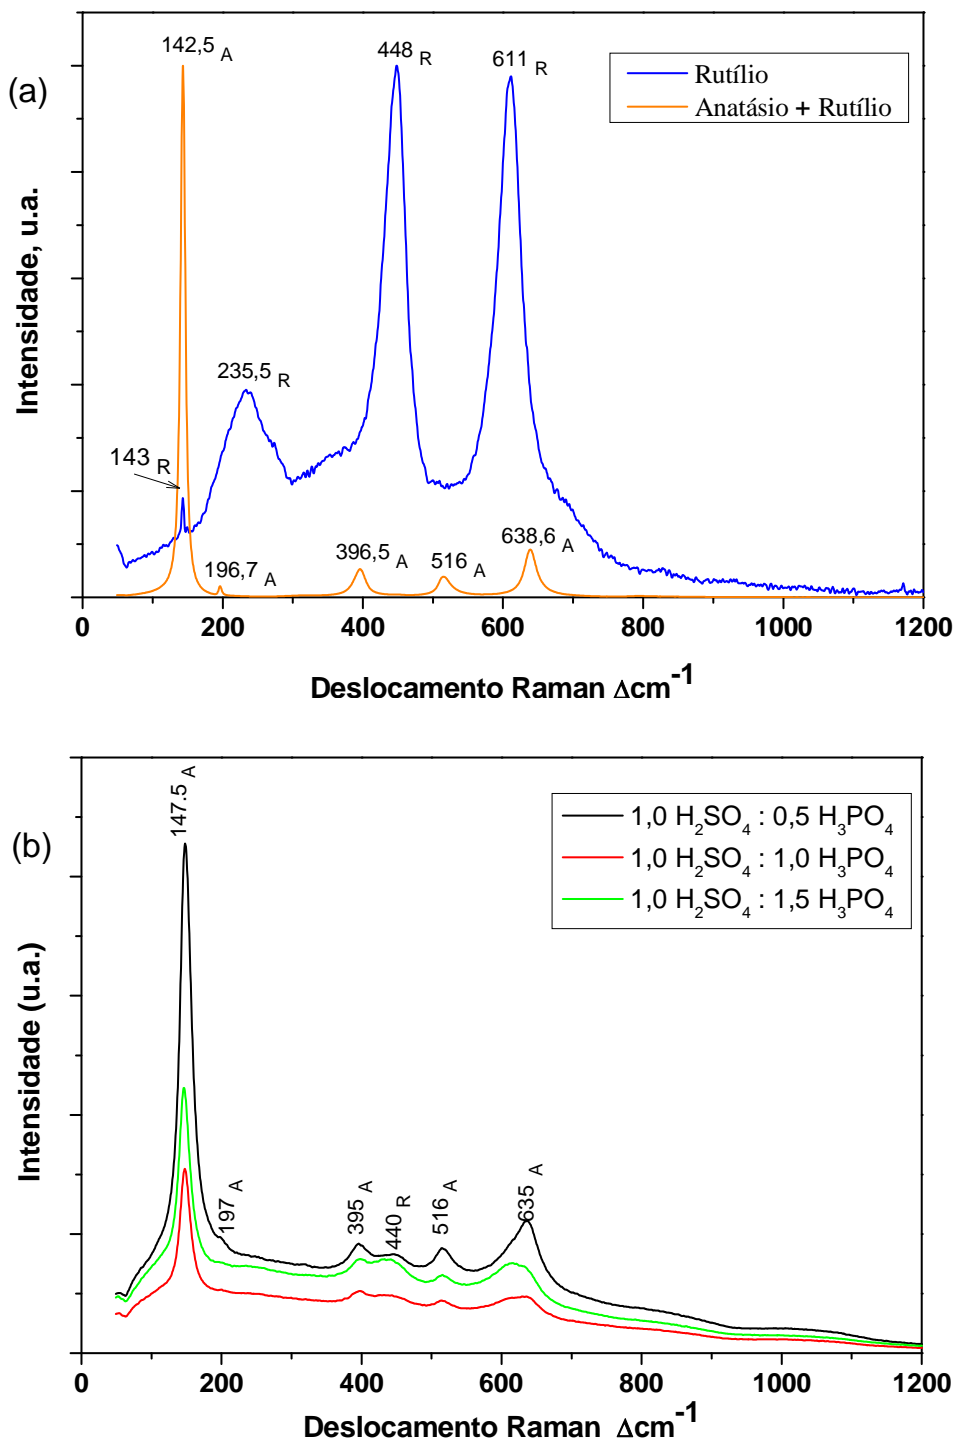 (a)
142,5 A
448 R
611 R
Rutílio
Anatásio + Rutílio
235,5 R
143 R
196,7 A
396,5 A
516 A
638,6 A
Intensidade, u.a.
0 200 400 600 800 1000 1200
Deslocamento Raman Δcm⁻¹
(b)
147.5 A
1,0 H₂SO₄ : 0,5 H₃PO₄
1,0 H₂SO₄ : 1,0 H₃PO₄
1,0 H₂SO₄ : 1,5 H₃PO₄
197 A
395 A
440 R
516 A
635 A
Intensidade (u.a.)
0 200 400 600 800 1000 1200
Deslocamento Raman Δcm⁻¹